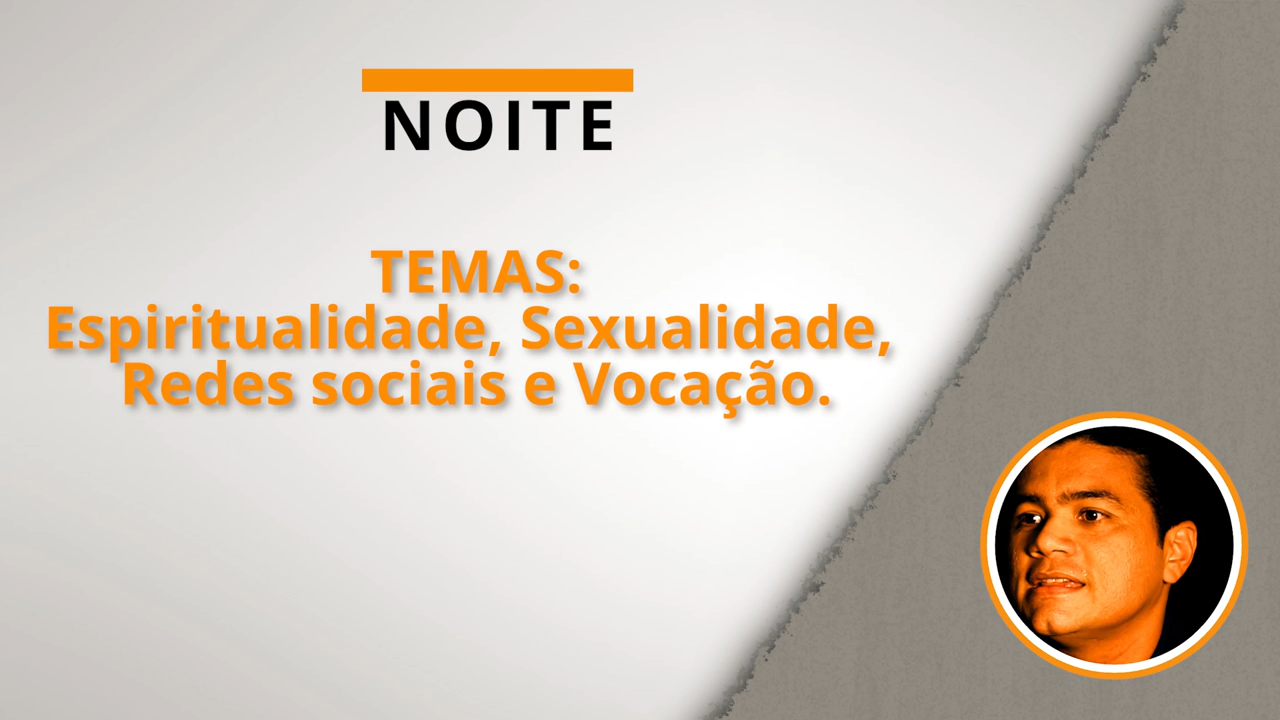 NOITE
TEMAS:
Espiritualidade, Sexualidade,
Redes sociais e Vocação.